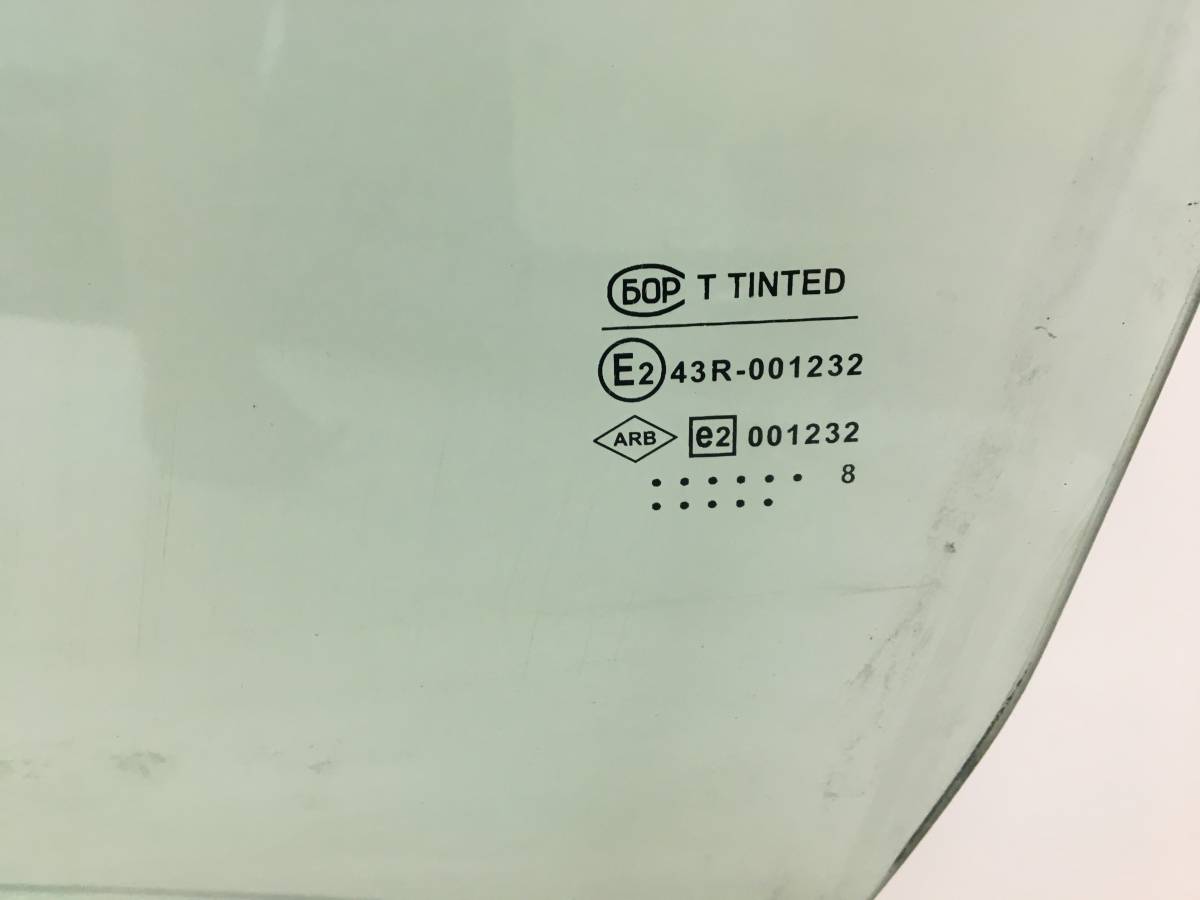 БОР T TINTED
E2 43R-001232
ARB e2 001232
8